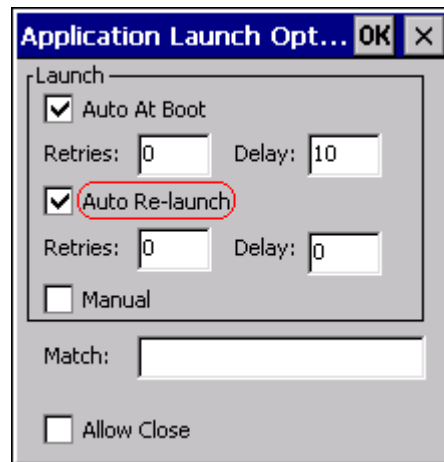 Application Launch Opt... OK ×
Launch
Auto At Boot
Retries: 0 Delay: 10
Auto Re-launch
Retries: 0 Delay: 0
Manual
Match:
Allow Close